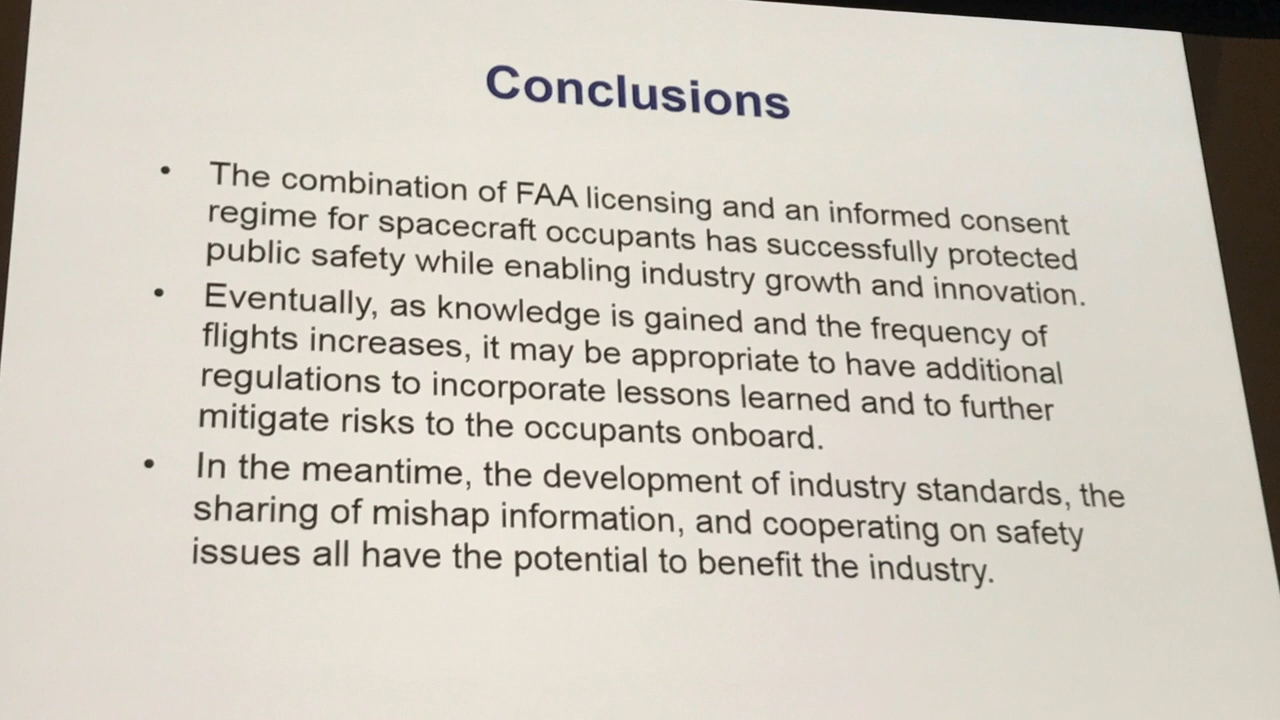 Conclusions
• The combination of FAA licensing and an informed consent
regime for spacecraft occupants has successfully protected
public safety while enabling industry growth and innovation.
• Eventually, as knowledge is gained and the frequency of
flights increases, it may be appropriate to have additional
regulations to incorporate lessons learned and to further
mitigate risks to the occupants onboard.
• In the meantime, the development of industry standards, the
sharing of mishap information, and cooperating on safety
issues all have the potential to benefit the industry.